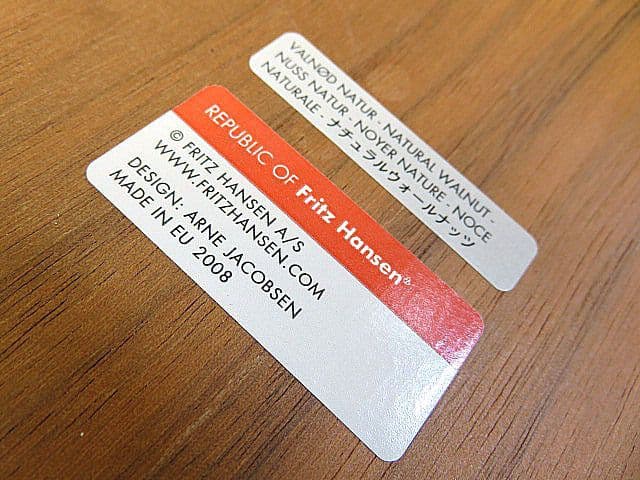 REPUBLIC OF Fritz Hansen®
© FRITZ HANSEN A/S
WWW.FRITZHANSEN.COM
DESIGN: ARNE JACOBSEN
MADE IN EU 2008
VALNØD NATUR - NATURAL WALNUT -
NUSS NATUR - NOYER NATURE - NOCE
NATURALE - ナチュラルウォールナッツ